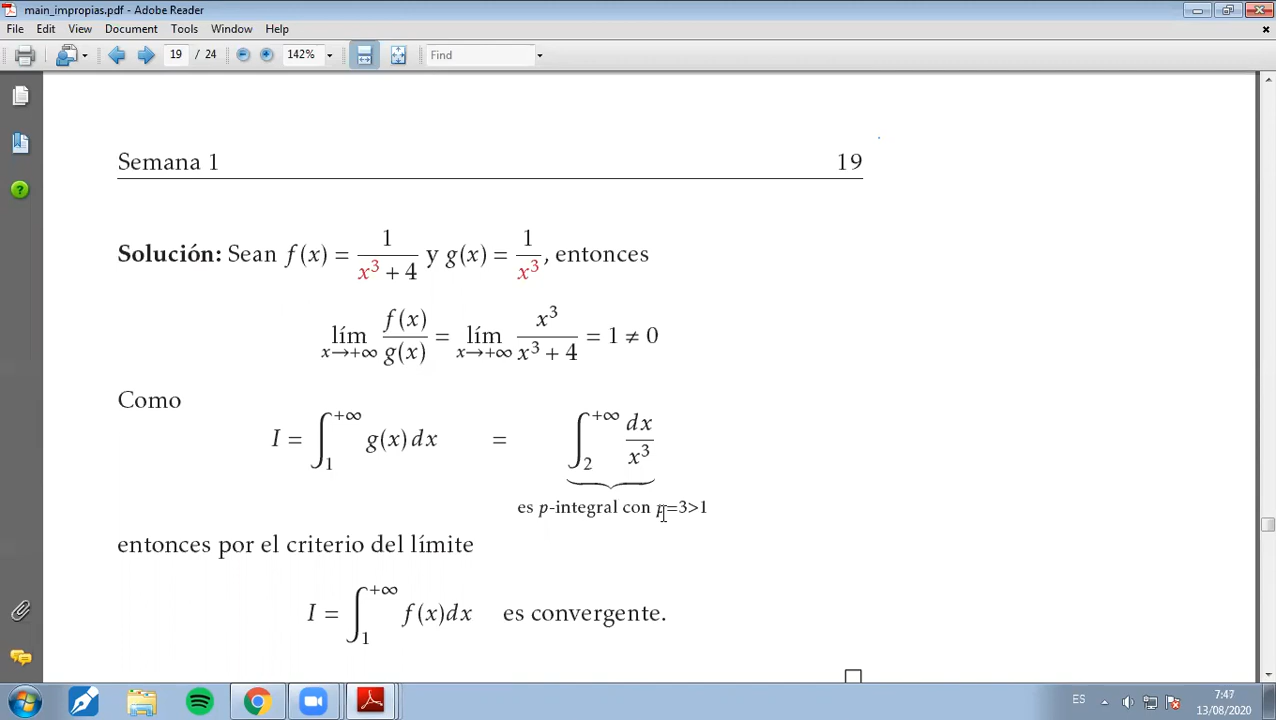 main_impropias.pdf - Adobe Reader
File Edit View Document Tools Window Help
19 / 24 142% Find
Semana 1 19
Solución: Sean f(x) = 1/(x³ + 4) y g(x) = 1/x³, entonces
lím x→+∞ f(x)/g(x) = lím x→+∞ x³/(x³ + 4) = 1 ≠ 0
Como
I = ∫₁^{+∞} g(x) dx = ∫₂^{+∞} dx/x³
es p-integral con p=3>1
entonces por el criterio del límite
I = ∫₁^{+∞} f(x)dx es convergente.
ES 7:47
13/08/2020